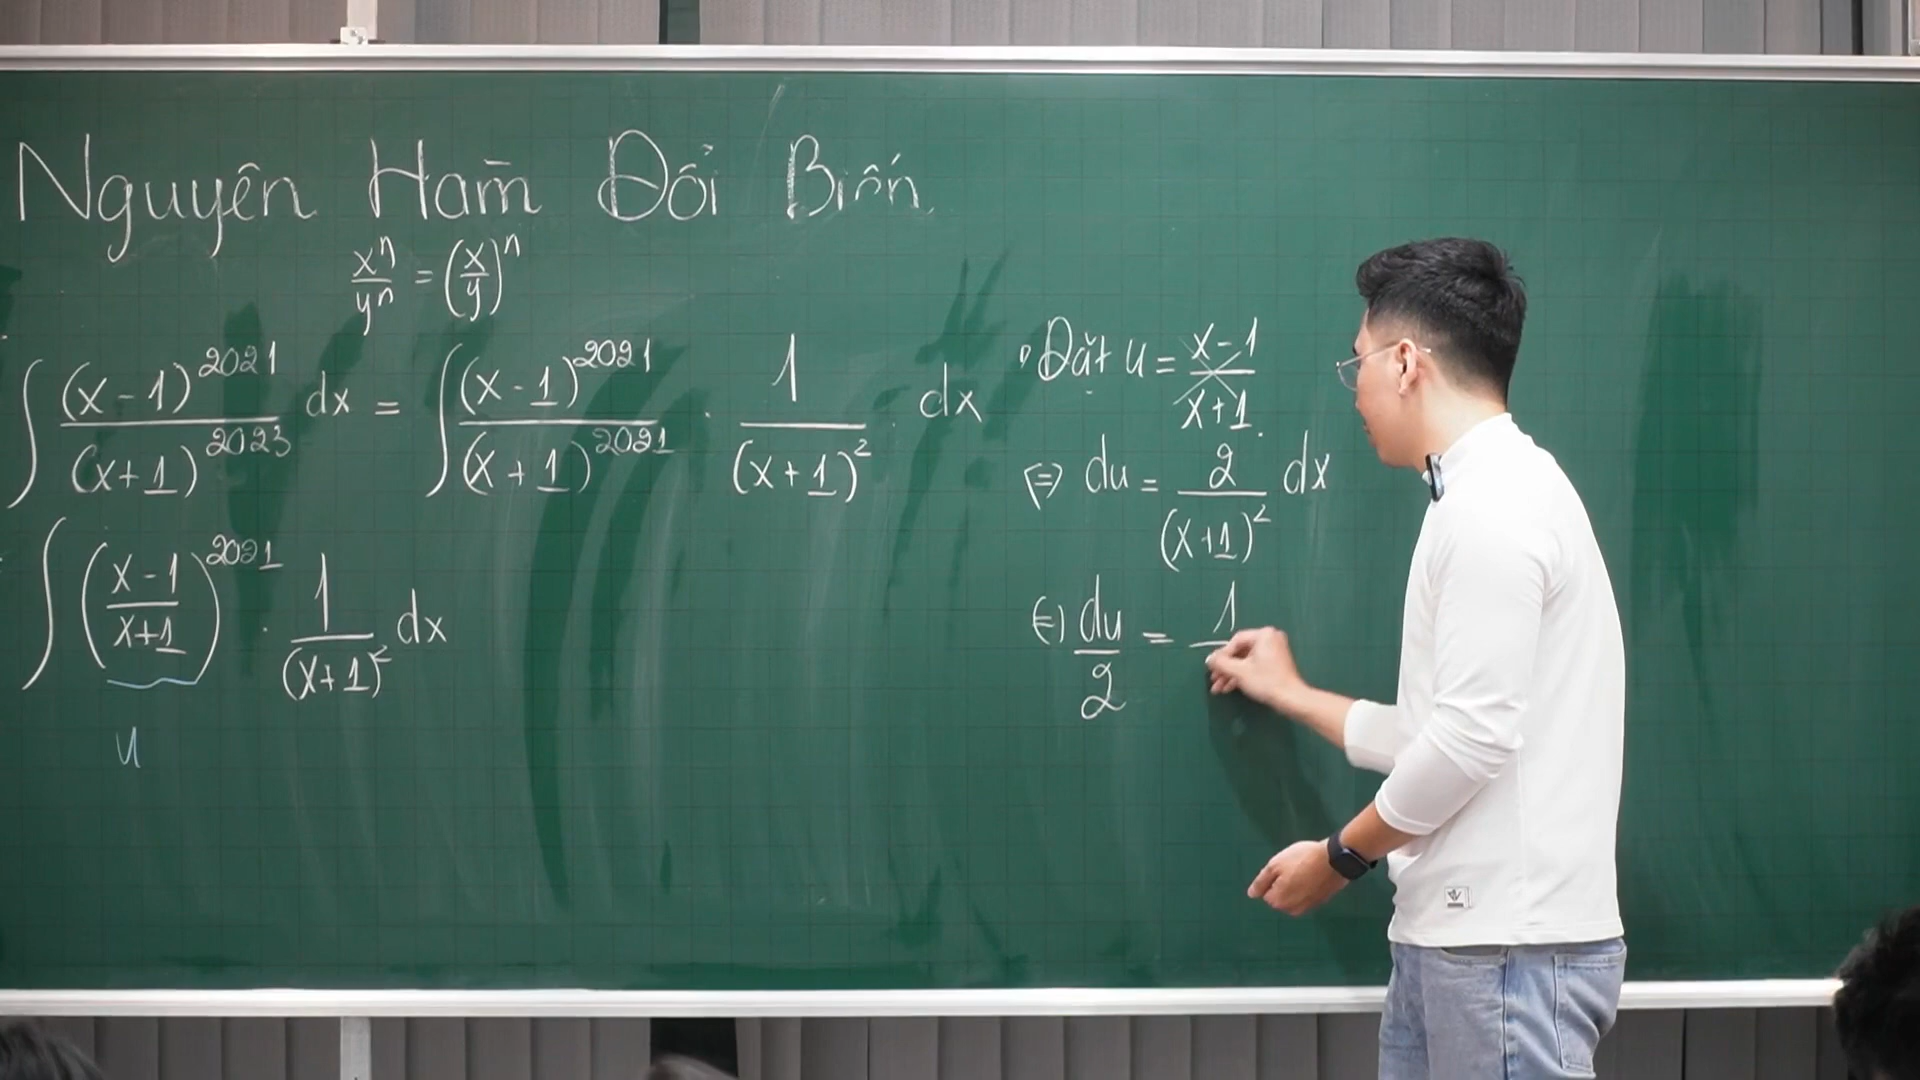 Nguyên Hàm Đổi Biến
xⁿ/yⁿ = (x/y)ⁿ
∫ (x-1)²⁰²¹/(x+1)²⁰²³ dx = ∫ (x-1)²⁰²¹/(x+1)²⁰²¹ · 1/(x+1)² dx
∫ ((x-1)/(x+1))²⁰²¹ · 1/(x+1)² dx
u
Đặt u = (x-1)/(x+1)
⇔ du = 2/(x+1)² dx
⇔ du/2 = 1